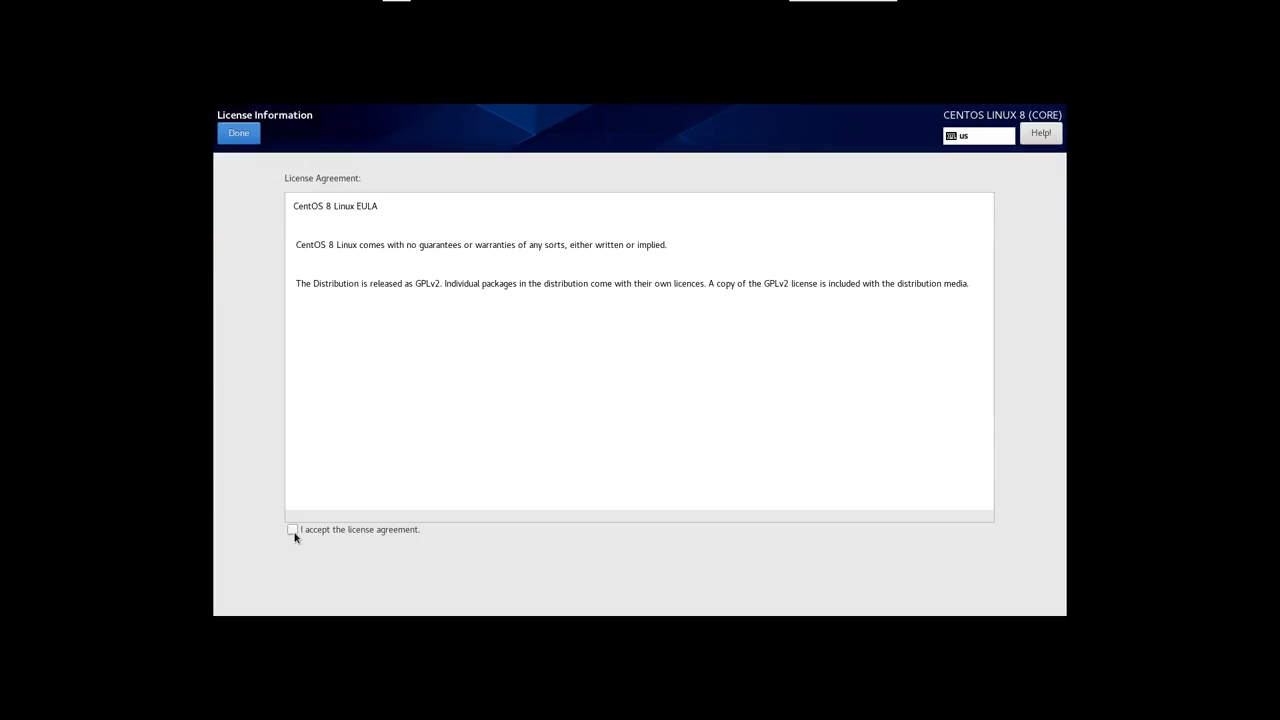 License Information
CENTOS LINUX 8 (CORE)
Done
us
Help!
License Agreement:
CentOS 8 Linux EULA
CentOS 8 Linux comes with no guarantees or warranties of any sorts, either written or implied.
The Distribution is released as GPLv2. Individual packages in the distribution come with their own licences. A copy of the GPLv2 license is included with the distribution media.
I accept the license agreement.